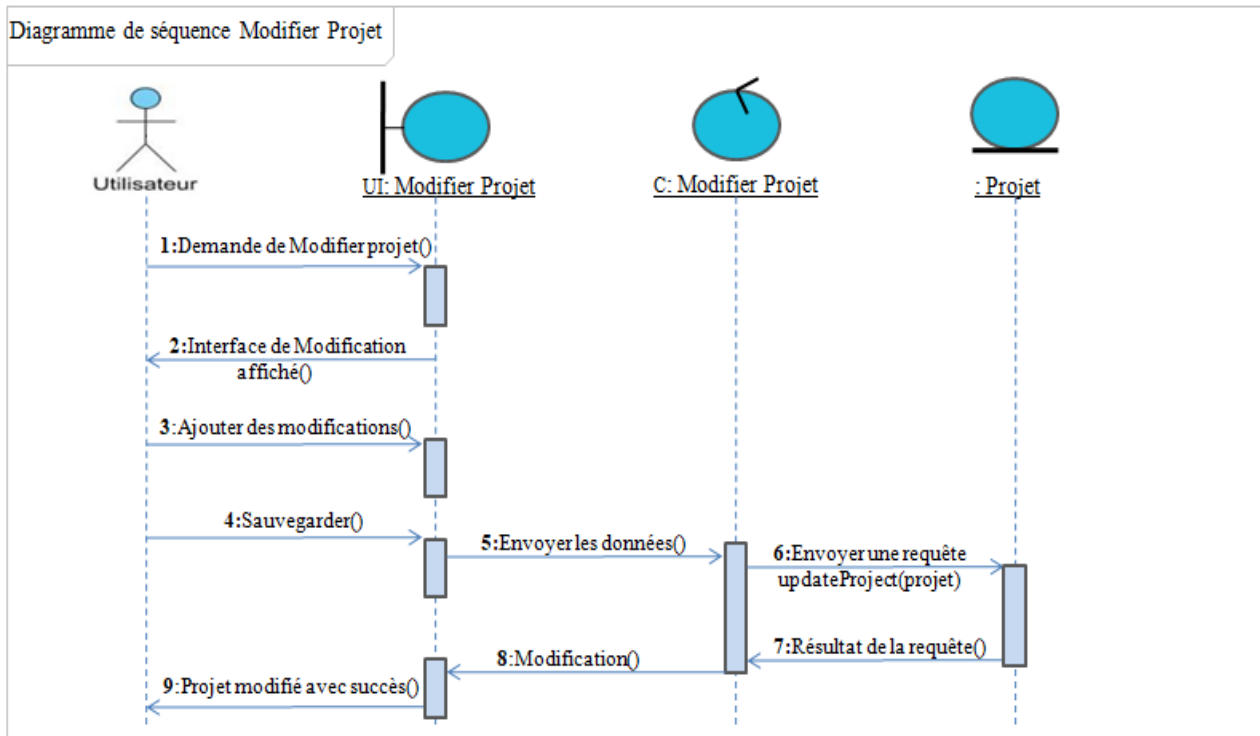 Diagramme de séquence Modifier Projet
Utilisateur
UI: Modifier Projet
C: Modifier Projet
: Projet
1:Demande de Modifier projet()
2:Interface de Modification
affiché()
3:Ajouter des modifications()
4:Sauvegarder()
5:Envoyer les données()
6:Envoyer une requête
updateProject(projet)
7:Résultat de la requête()
8:Modification()
9:Projet modifié avec succès()